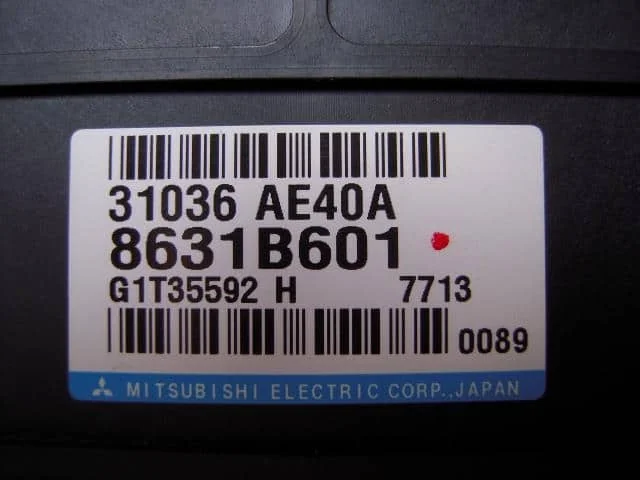 31036 AE40A
8631B601
G1T35592 H 7713
0089
MITSUBISHI ELECTRIC CORP.,JAPAN